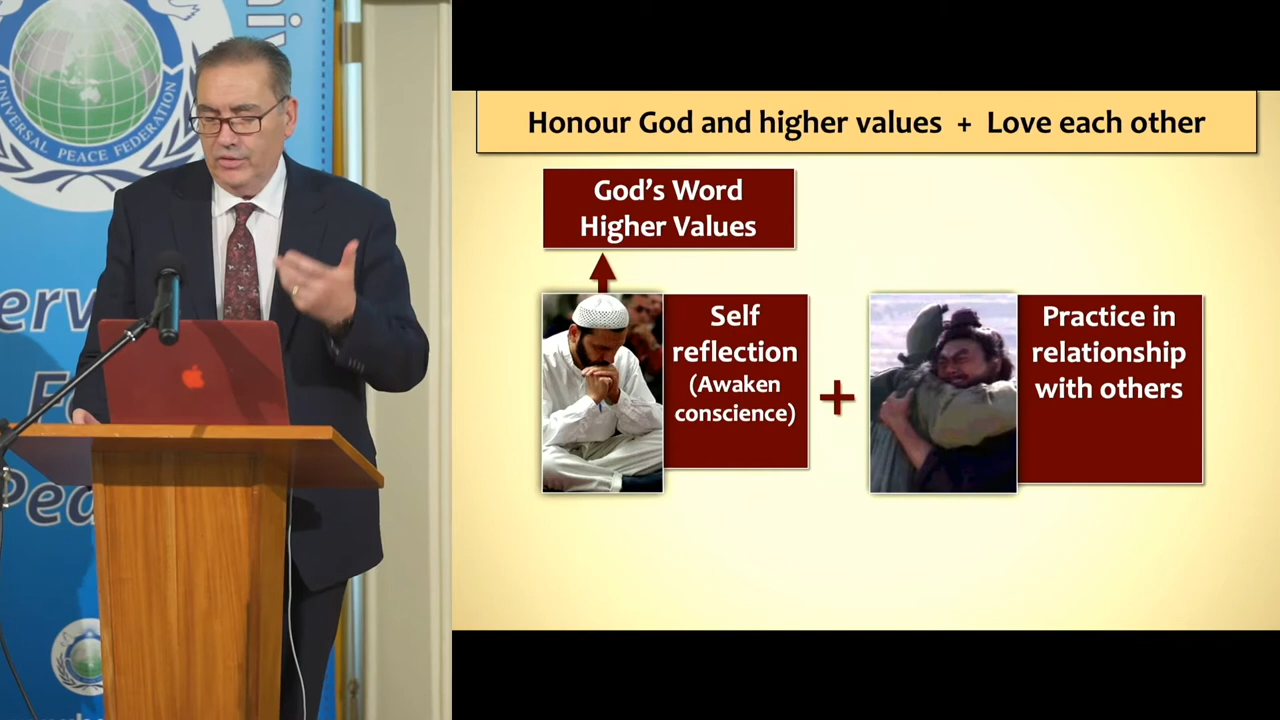 UNIVERSAL PEACE FEDERATION
Honour God and higher values + Love each other
God's Word
Higher Values
Self
reflection
(Awaken
conscience)
+
Practice in
relationship
with others